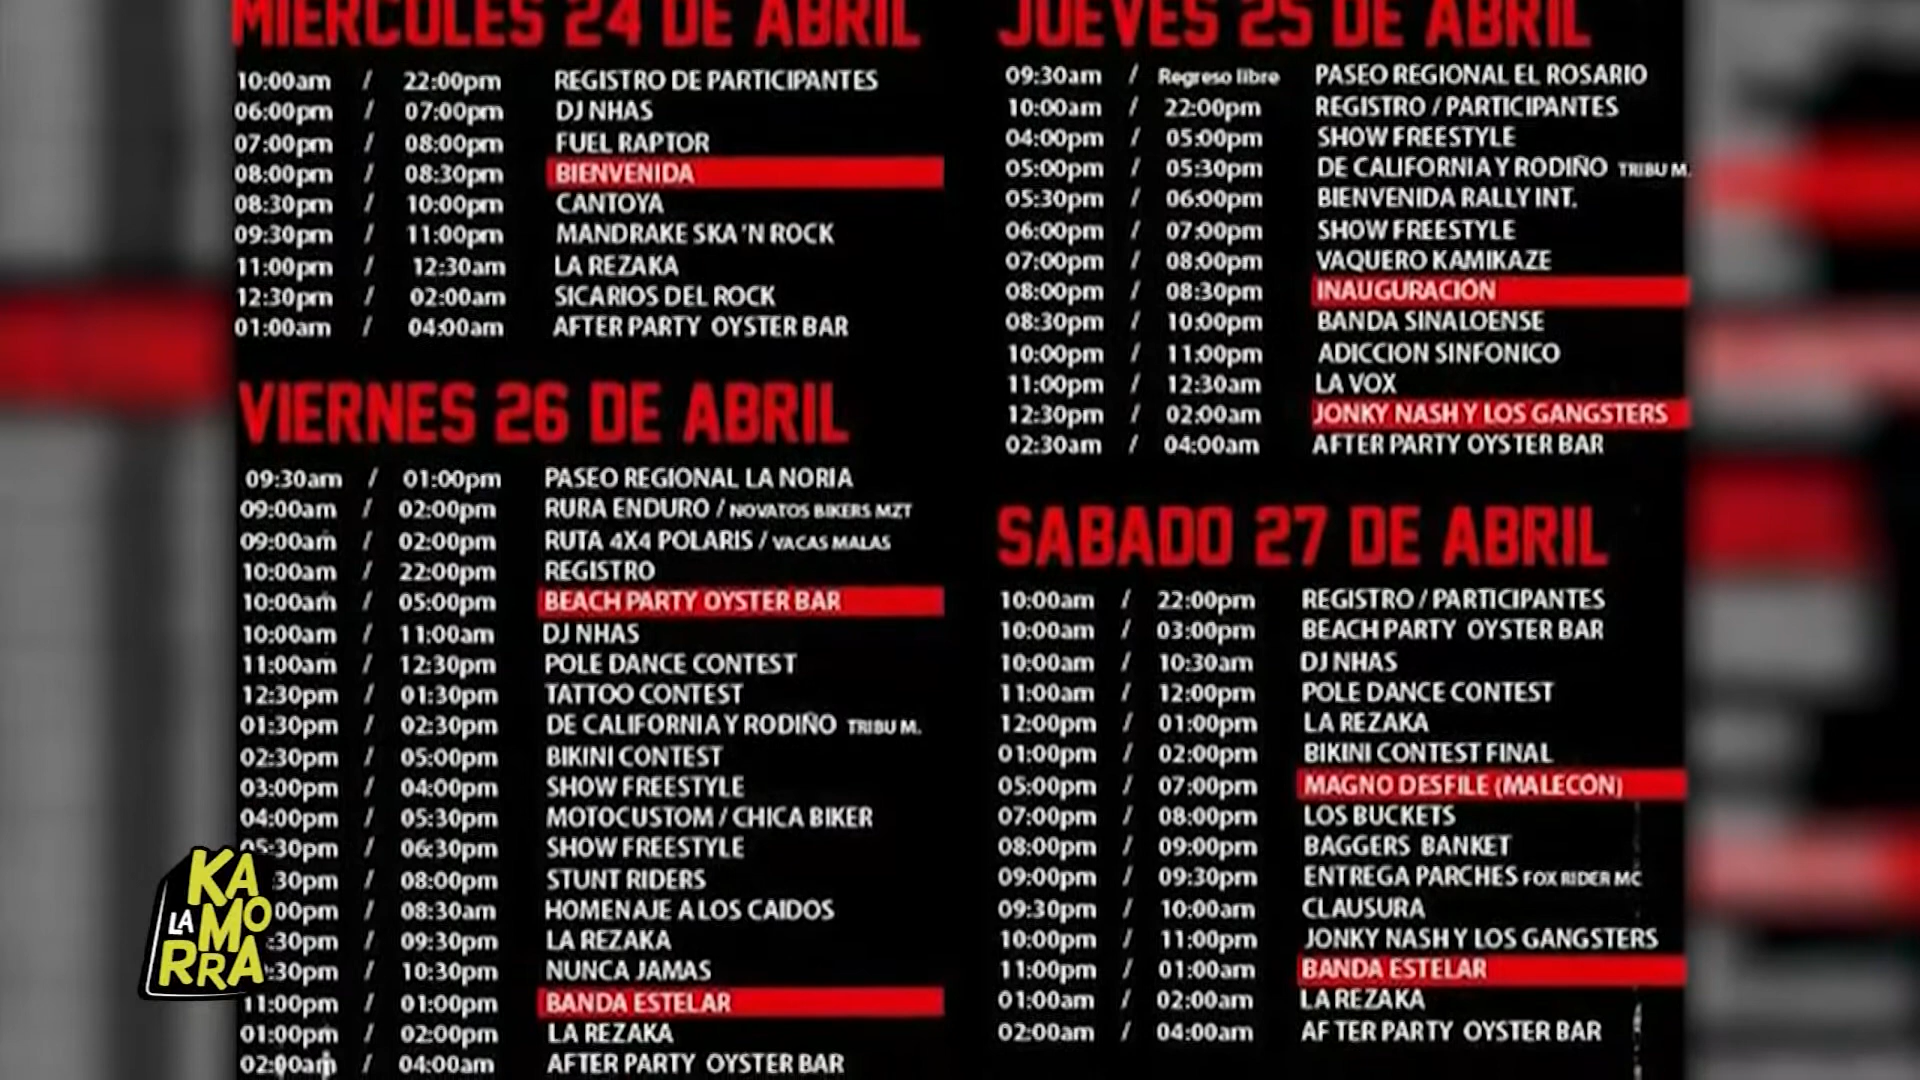 MIERCOLES 24 DE ABRIL
10:00am / 22:00pm REGISTRO DE PARTICIPANTES
06:00pm / 07:00pm DJ NHAS
07:00pm / 08:00pm FUEL RAPTOR
08:00pm / 08:30pm BIENVENIDA
08:30pm / 10:00pm CANTOYA
09:30pm / 11:00pm MANDRAKE SKA 'N ROCK
11:00pm / 12:30am LA REZAKA
12:30pm / 02:00am SICARIOS DEL ROCK
01:00am / 04:00am AFTER PARTY OYSTER BAR
VIERNES 26 DE ABRIL
09:30am / 01:00pm PASEO REGIONAL LA NORIA
09:00am / 02:00pm RURA ENDURO / NOVATOS BIKERS MZT
09:00am / 02:00pm RUTA 4X4 POLARIS / VACAS MALAS
10:00am / 22:00pm REGISTRO
10:00am / 05:00pm BEACH PARTY OYSTER BAR
10:00am / 11:00am DJ NHAS
11:00am / 12:30pm POLE DANCE CONTEST
12:30pm / 01:30pm TATTOO CONTEST
01:30pm / 02:30pm DE CALIFORNIA Y RODIÑO TRIBU M.
02:30pm / 05:00pm BIKINI CONTEST
03:00pm / 04:00pm SHOW FREESTYLE
04:00pm / 05:30pm MOTOCUSTOM / CHICA BIKER
05:30pm / 06:30pm SHOW FREESTYLE
:30pm / 08:00pm STUNT RIDERS
:00pm / 08:30am HOMENAJE A LOS CAIDOS
:30pm / 09:30pm LA REZAKA
:30pm / 10:30pm NUNCA JAMAS
11:00pm / 01:00pm BANDA ESTELAR
01:00pm / 02:00pm LA REZAKA
02:00am / 04:00am AFTER PARTY OYSTER BAR
JUEVES 25 DE ABRIL
09:30am / Regreso libre PASEO REGIONAL EL ROSARIO
10:00am / 22:00pm REGISTRO / PARTICIPANTES
04:00pm / 05:00pm SHOW FREESTYLE
05:00pm / 05:30pm DE CALIFORNIA Y RODIÑO TRIBU M.
05:30pm / 06:00pm BIENVENIDA RALLY INT.
06:00pm / 07:00pm SHOW FREESTYLE
07:00pm / 08:00pm VAQUERO KAMIKAZE
08:00pm / 08:30pm INAUGURACIÓN
08:30pm / 10:00pm BANDA SINALOENSE
10:00pm / 11:00pm ADICCION SINFONICO
11:00pm / 12:30am LA VOX
12:30pm / 02:00am JONKY NASH Y LOS GANGSTERS
02:30am / 04:00am AFTER PARTY OYSTER BAR
SABADO 27 DE ABRIL
10:00am / 22:00pm REGISTRO / PARTICIPANTES
10:00am / 03:00pm BEACH PARTY OYSTER BAR
10:00am / 10:30am DJ NHAS
11:00am / 12:00pm POLE DANCE CONTEST
12:00pm / 01:00pm LA REZAKA
01:00pm / 02:00pm BIKINI CONTEST FINAL
05:00pm / 07:00pm MAGNO DESFILE (MALECÓN)
07:00pm / 08:00pm LOS BUCKETS
08:00pm / 09:00pm BAGGERS BANKET
09:00pm / 09:30pm ENTREGA PARCHES FOX RIDER MC
09:30pm / 10:00am CLAUSURA
10:00pm / 11:00pm JONKY NASH Y LOS GANGSTERS
11:00pm / 01:00am BANDA ESTELAR
01:00am / 02:00am LA REZAKA
02:00am / 04:00am AFTER PARTY OYSTER BAR
LA KAMORRA